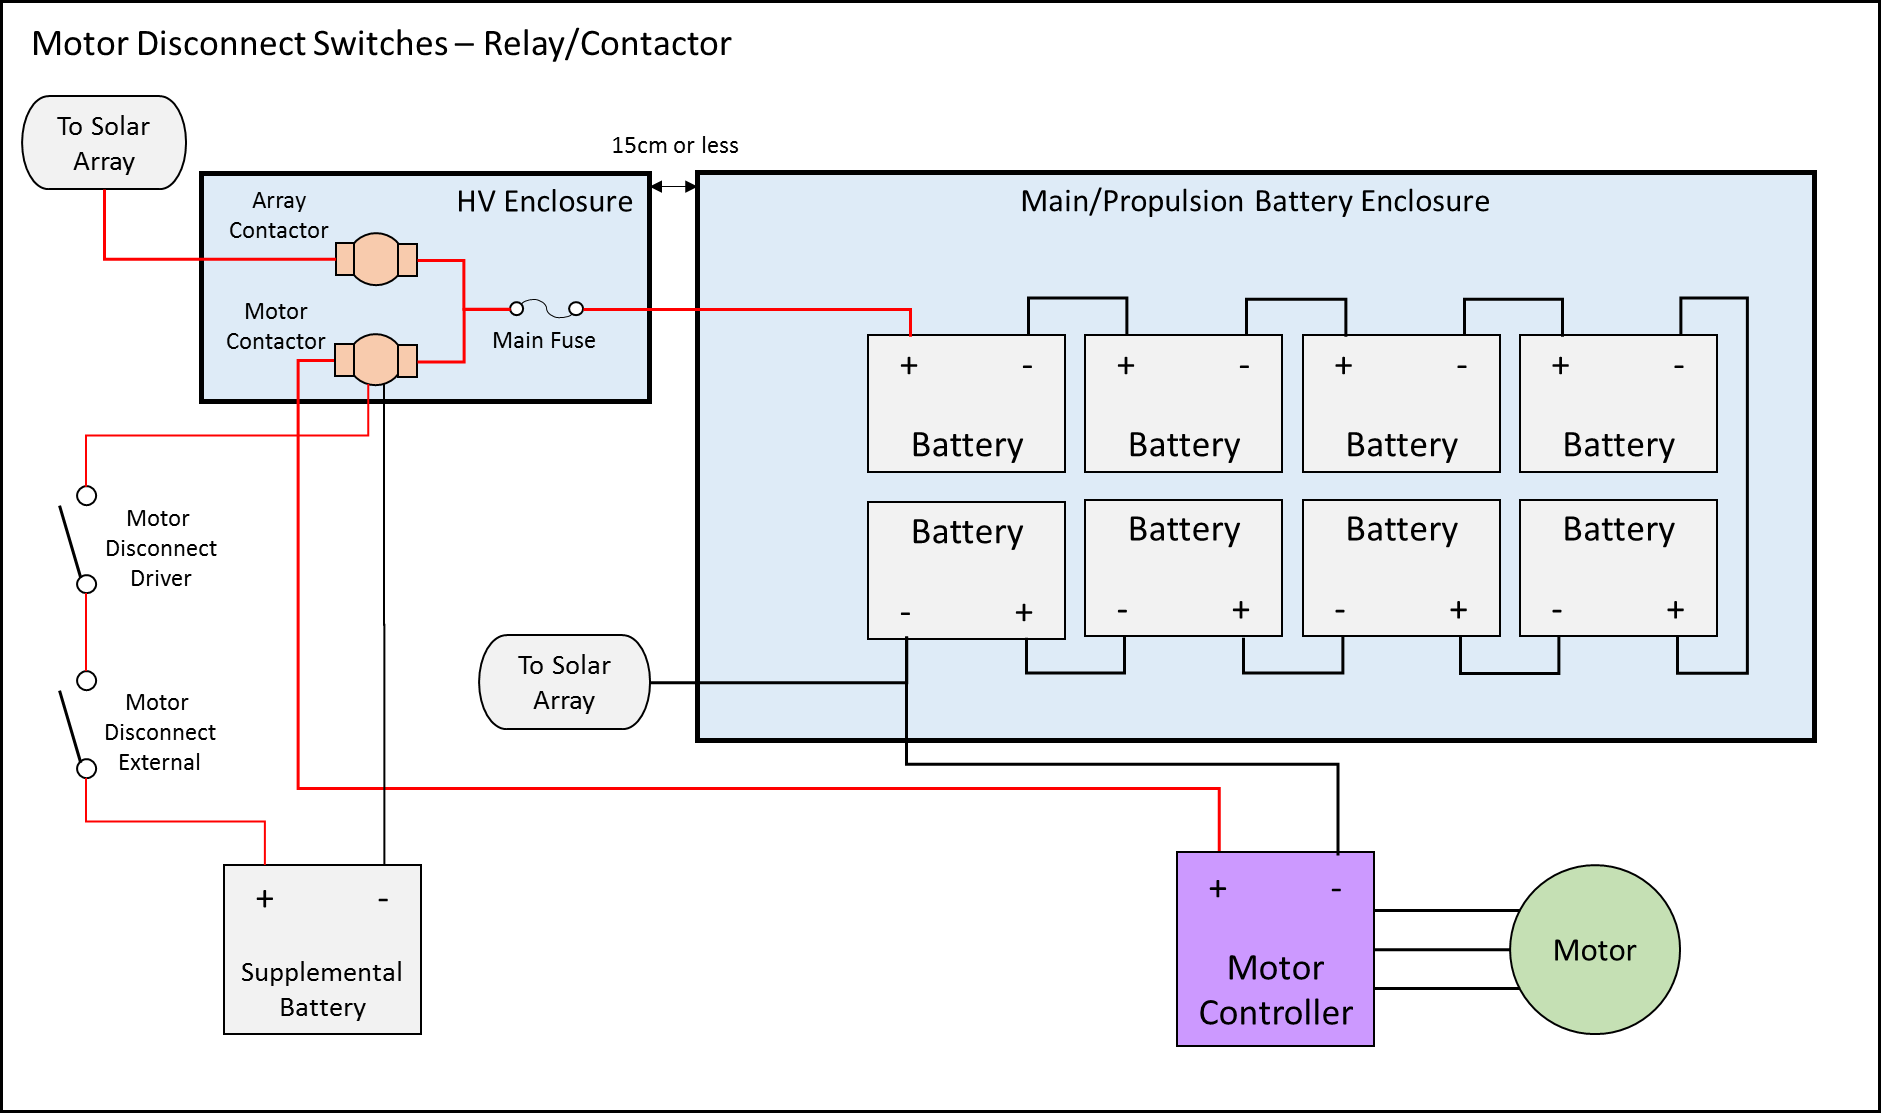 Motor Disconnect Switches – Relay/Contactor
To Solar
Array
15cm or less
Array
Contactor
HV Enclosure
Main/Propulsion Battery Enclosure
Motor
Contactor
Main Fuse
+ -
Battery
+ -
Battery
+ -
Battery
+ -
Battery
Battery
- +
Battery
- +
Battery
- +
Battery
- +
Motor
Disconnect
Driver
To Solar
Array
Motor
Disconnect
External
+ -
Supplemental
Battery
+ -
Motor
Controller
Motor